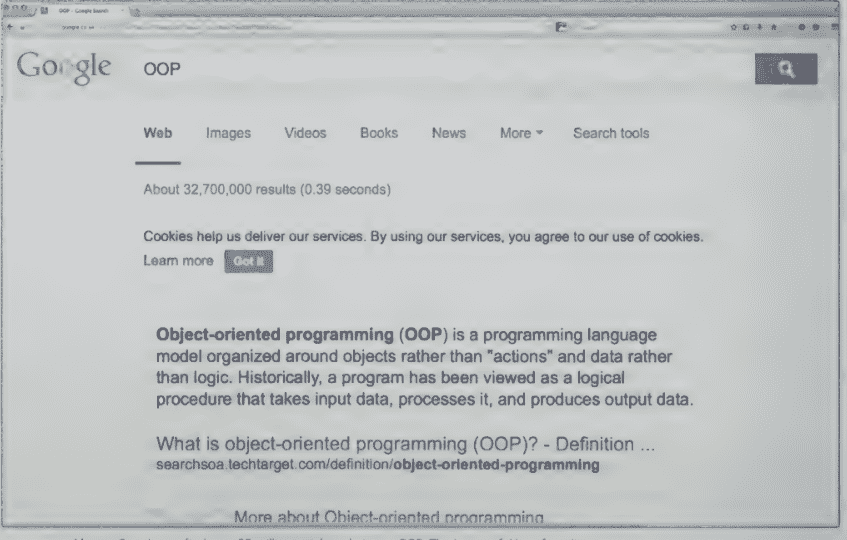 OOP - Google Search
Google OOP
Web Images Videos Books News More Search tools
About 32,700,000 results (0.39 seconds)
Cookies help us deliver our services. By using our services, you agree to our use of cookies.
Learn more Got it
Object-oriented programming (OOP) is a programming language
model organized around objects rather than "actions" and data rather
than logic. Historically, a program has been viewed as a logical
procedure that takes input data, processes it, and produces output data.
What is object-oriented programming (OOP)? - Definition ...
searchsoa.techtarget.com/definition/object-oriented-programming
More about Object-oriented programming